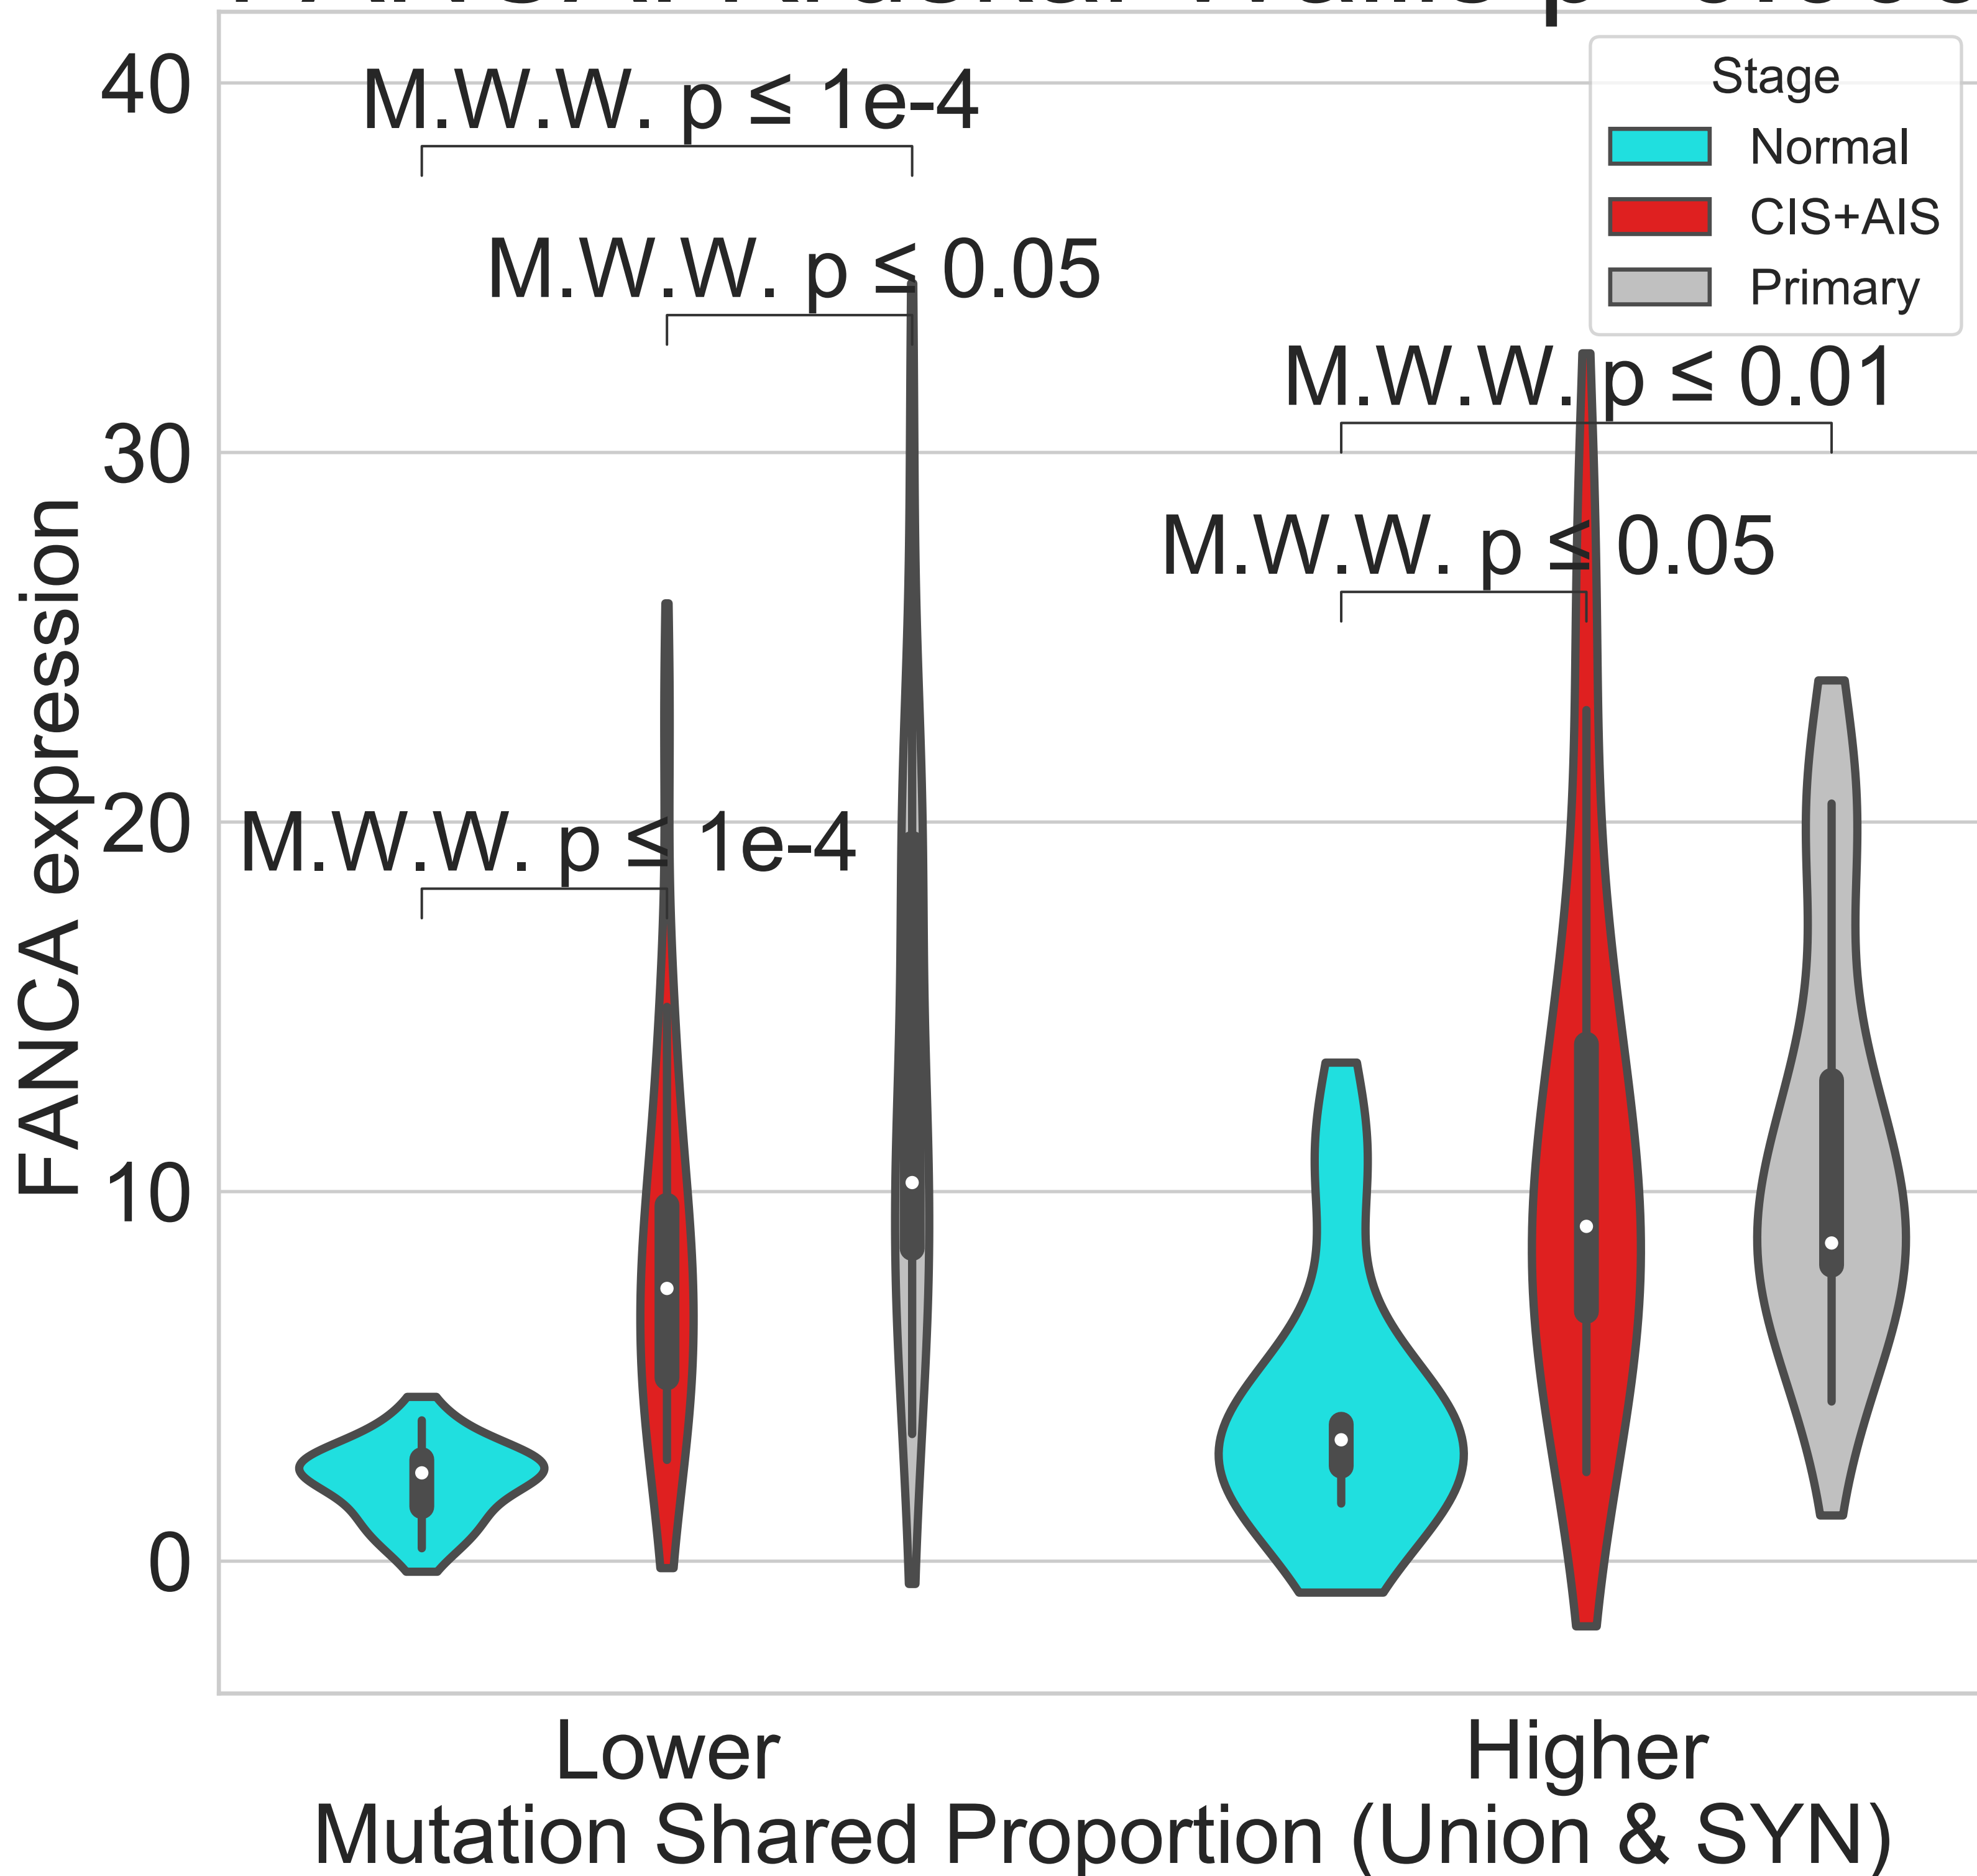 40
M.W.W. p ≤ 1e-4
Stage
Normal
CIS+AIS
Primary
M.W.W. p ≤ 0.05
M.W.W. p ≤ 0.01
30
M.W.W. p ≤ 0.05
20
M.W.W. p ≤ 1e-4
10
0
FANCA expression
Lower
Higher
Mutation Shared Proportion (Union & SYN)